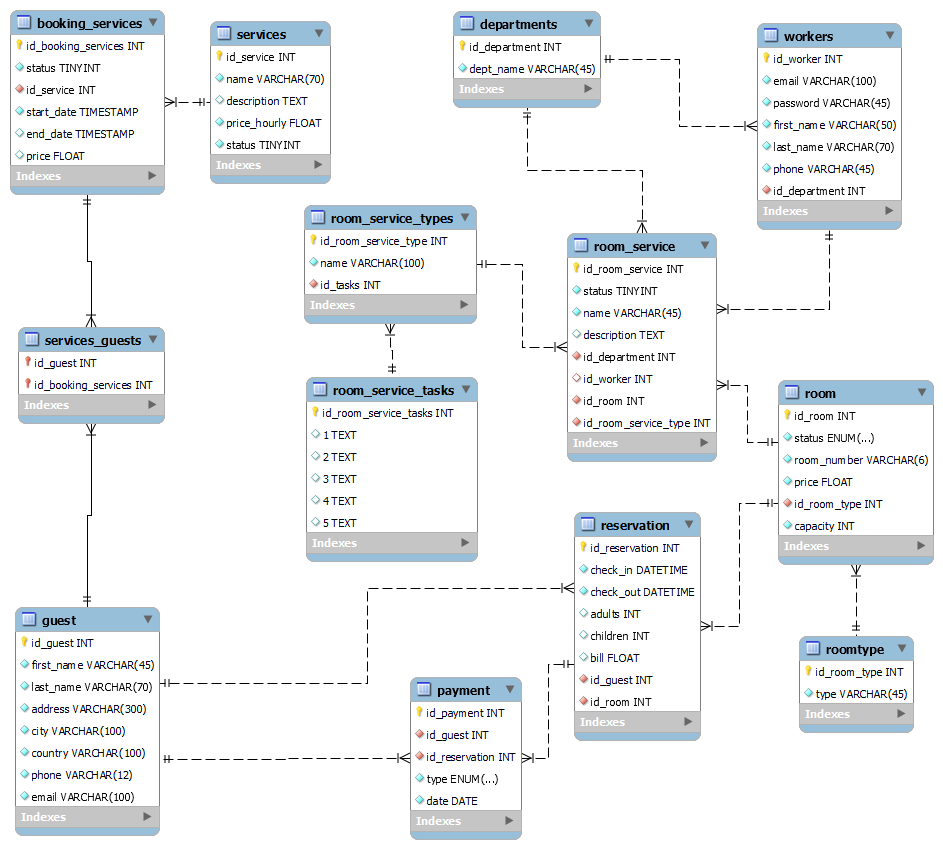 booking_services
id_booking_services INT
status TINYINT
id_service INT
start_date TIMESTAMP
end_date TIMESTAMP
price FLOAT
Indexes
services
id_service INT
name VARCHAR(70)
description TEXT
price_hourly FLOAT
status TINYINT
Indexes
departments
id_department INT
dept_name VARCHAR(45)
Indexes
workers
id_worker INT
email VARCHAR(100)
password VARCHAR(45)
first_name VARCHAR(50)
last_name VARCHAR(70)
phone VARCHAR(45)
id_department INT
Indexes
room_service_types
id_room_service_type INT
name VARCHAR(100)
id_tasks INT
Indexes
room_service
id_room_service INT
status TINYINT
name VARCHAR(45)
description TEXT
id_department INT
id_worker INT
id_room INT
id_room_service_type INT
Indexes
services_guests
id_guest INT
id_booking_services INT
Indexes
room_service_tasks
id_room_service_tasks INT
1 TEXT
2 TEXT
3 TEXT
4 TEXT
5 TEXT
Indexes
room
id_room INT
status ENUM(...)
room_number VARCHAR(6)
price FLOAT
id_room_type INT
capacity INT
Indexes
reservation
id_reservation INT
check_in DATETIME
check_out DATETIME
adults INT
children INT
bill FLOAT
id_guest INT
id_room INT
Indexes
guest
id_guest INT
first_name VARCHAR(45)
last_name VARCHAR(70)
address VARCHAR(300)
city VARCHAR(100)
country VARCHAR(100)
phone VARCHAR(12)
email VARCHAR(100)
Indexes
payment
id_payment INT
id_guest INT
id_reservation INT
type ENUM(...)
date DATE
Indexes
roomtype
id_room_type INT
type VARCHAR(45)
Indexes